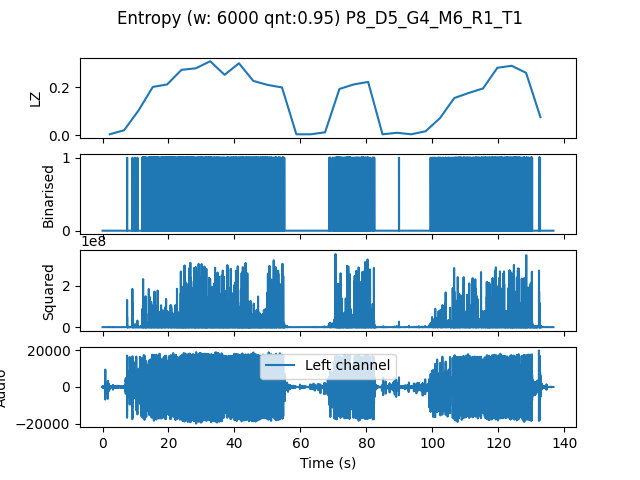 Entropy (w: 6000 qnt:0.95) P8_D5_G4_M6_R1_T1
LZ
0.2
0.0
Binarised
1
0
1e8
Squared
2
0
Audio
20000
0
−20000
Left channel
0 20 40 60 80 100 120 140
Time (s)